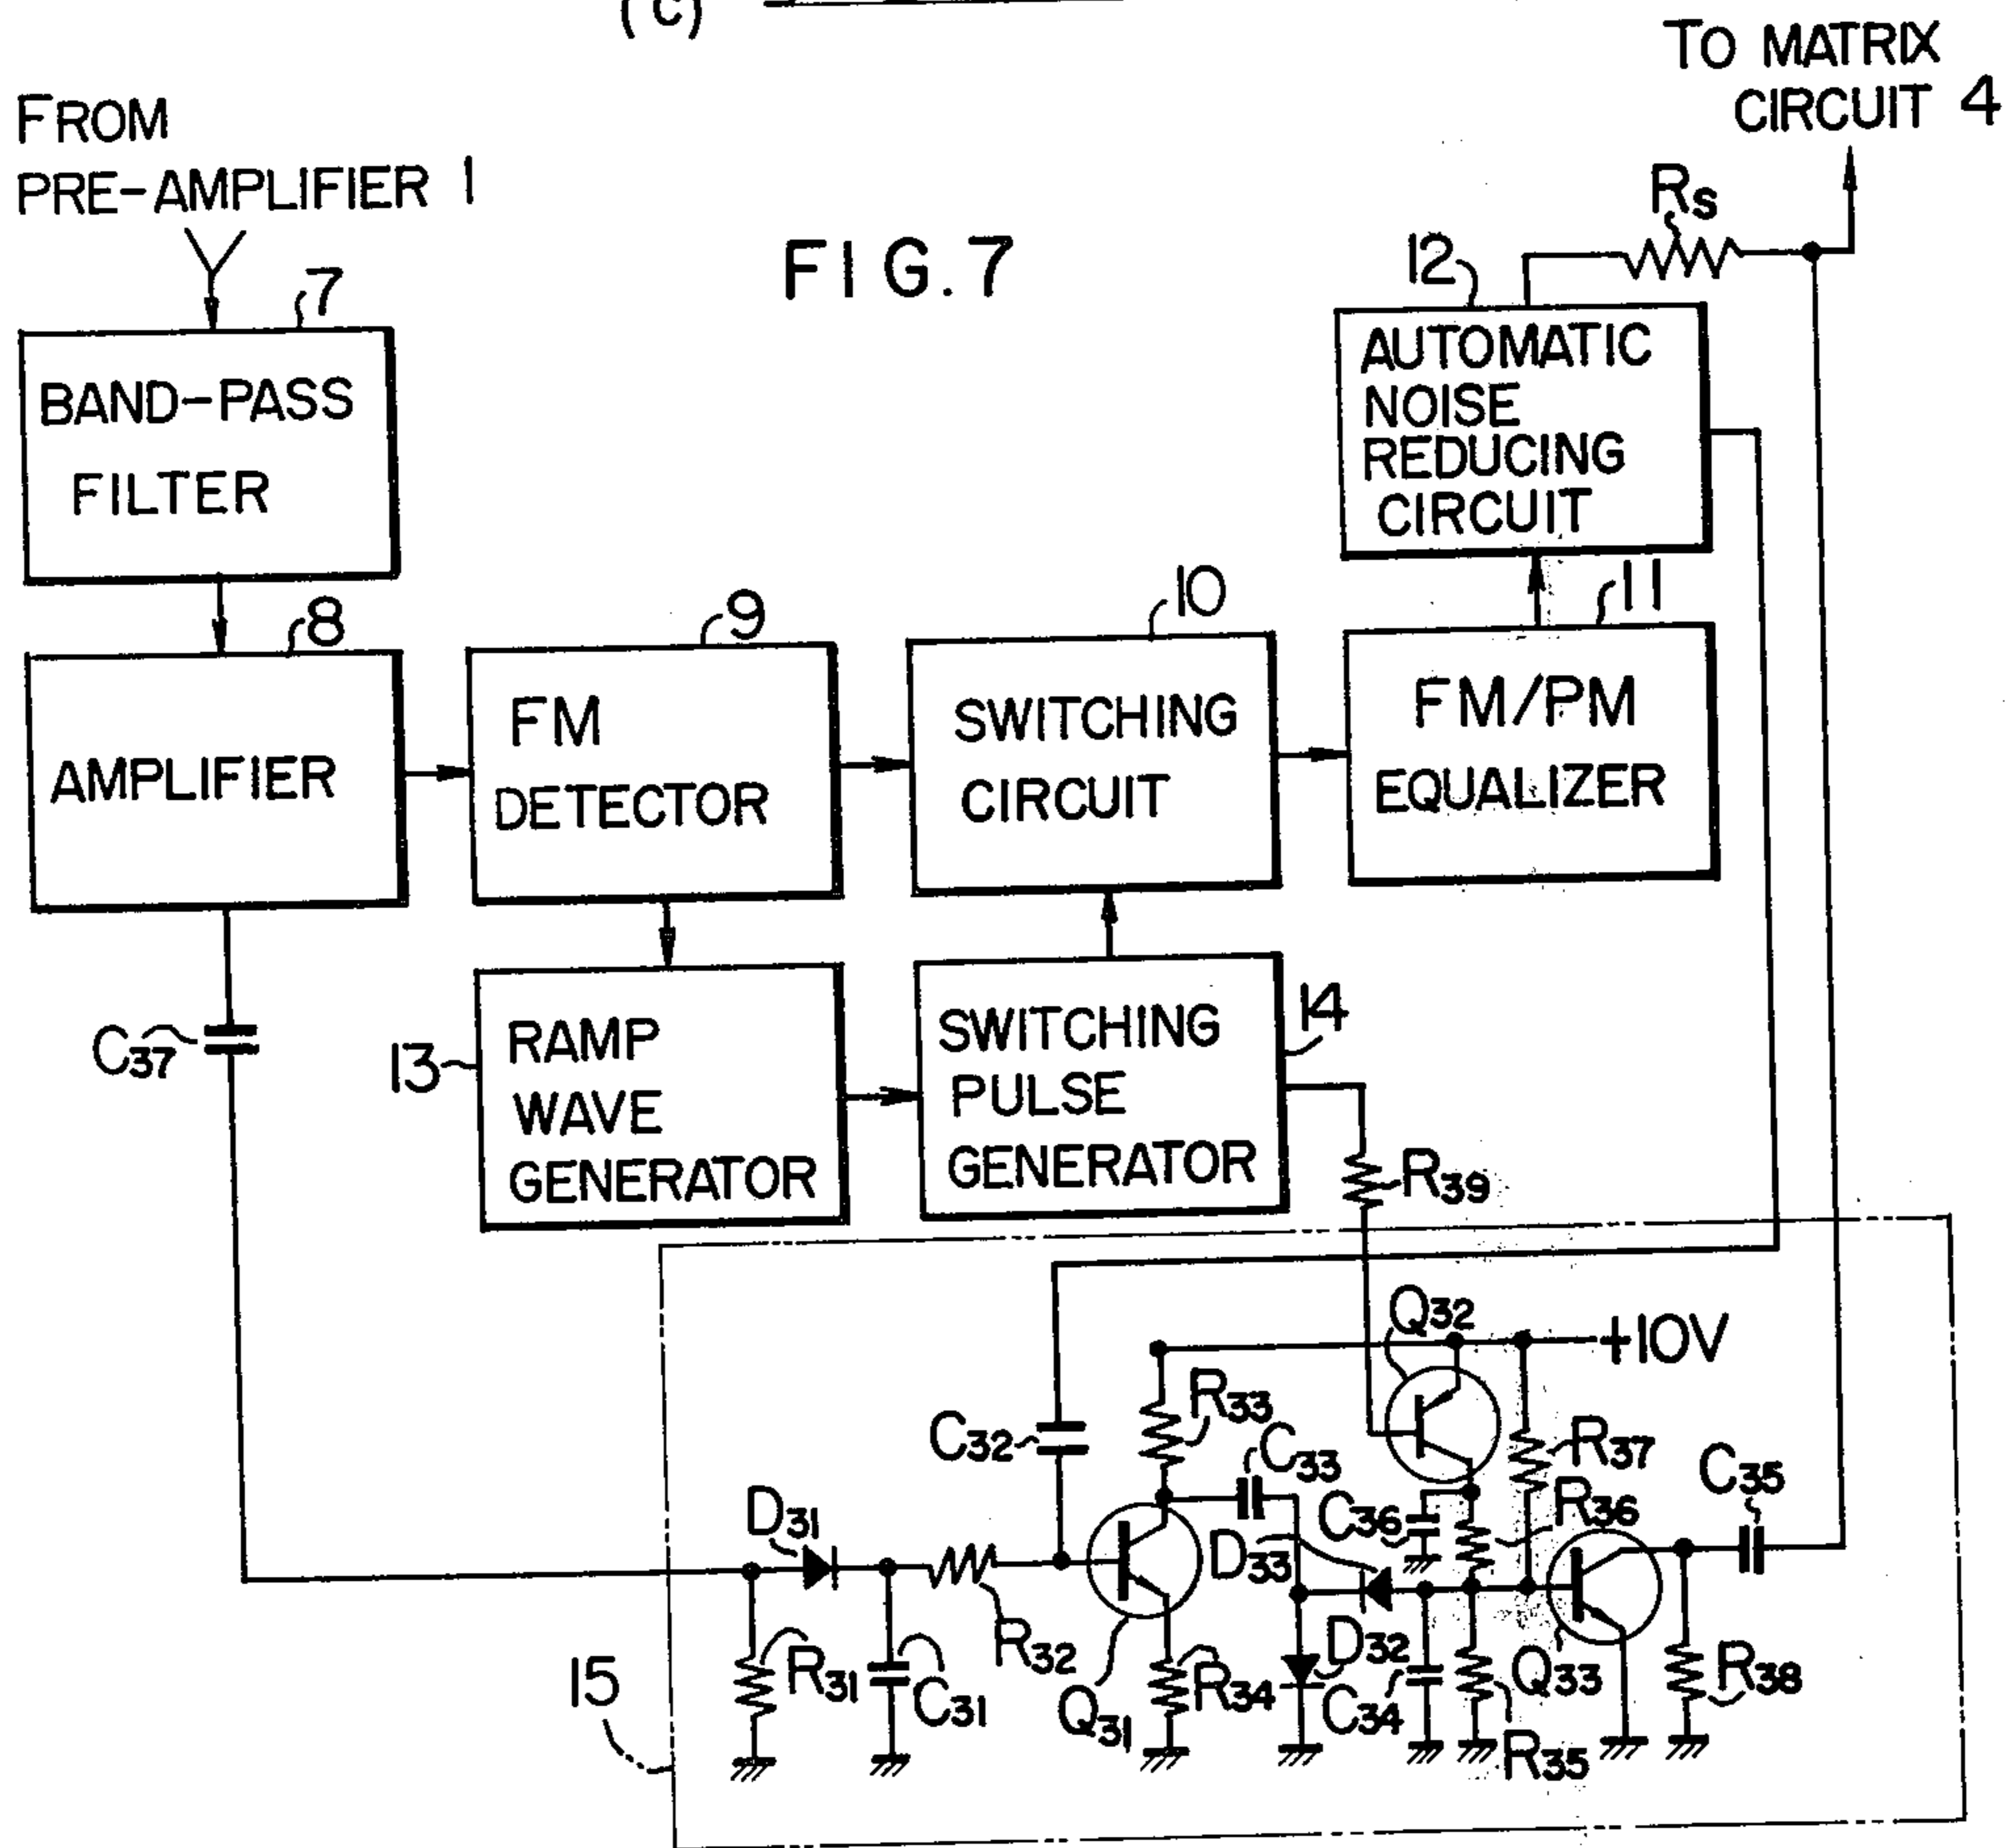 (C)
TO MATRIX
CIRCUIT 4
FROM
PRE-AMPLIFIER 1
FIG. 7
Rs
7
12
BAND-PASS
FILTER
AUTOMATIC
NOISE
REDUCING
CIRCUIT
8
9
10
11
AMPLIFIER
FM
DETECTOR
SWITCHING
CIRCUIT
FM/PM
EQUALIZER
C37
13
RAMP
WAVE
GENERATOR
SWITCHING
PULSE
GENERATOR
14
R39
Q32
+10V
C32
R33
C33
R37
C35
D31
C36
R36
D33
R31
C31
R32
Q31
R34
D32
C34
R35
Q33
R38
15